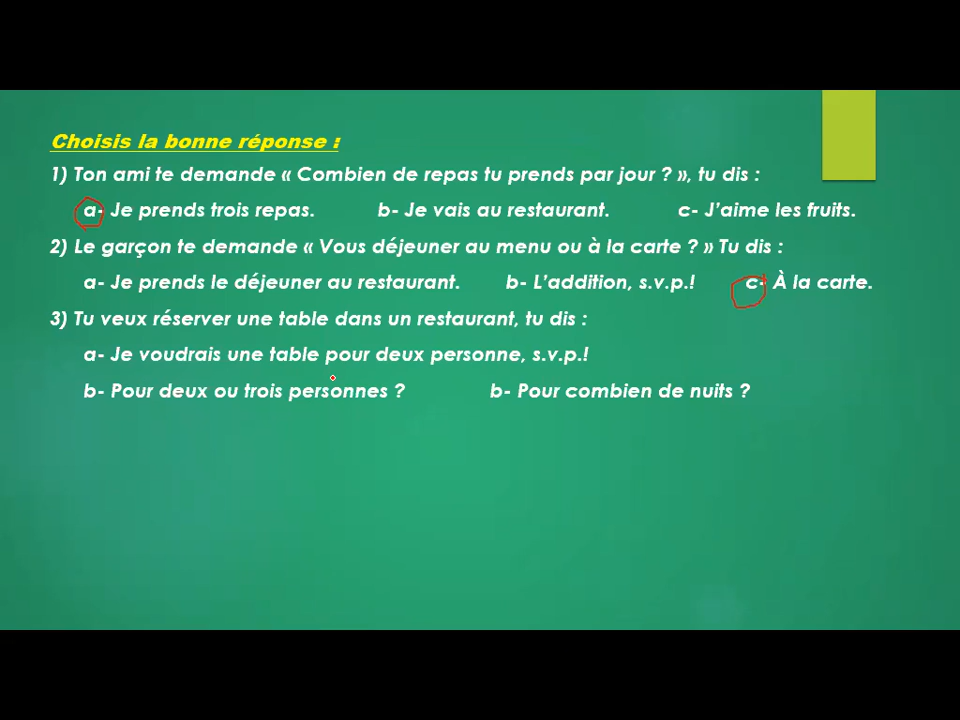 Choisis la bonne réponse :
1) Ton ami te demande « Combien de repas tu prends par jour ? », tu dis :
a- Je prends trois repas. b- Je vais au restaurant. c- J'aime les fruits.
2) Le garçon te demande « Vous déjeuner au menu ou à la carte ? » Tu dis :
a- Je prends le déjeuner au restaurant. b- L'addition, s.v.p.! c- À la carte.
3) Tu veux réserver une table dans un restaurant, tu dis :
a- Je voudrais une table pour deux personne, s.v.p.!
b- Pour deux ou trois personnes ? b- Pour combien de nuits ?